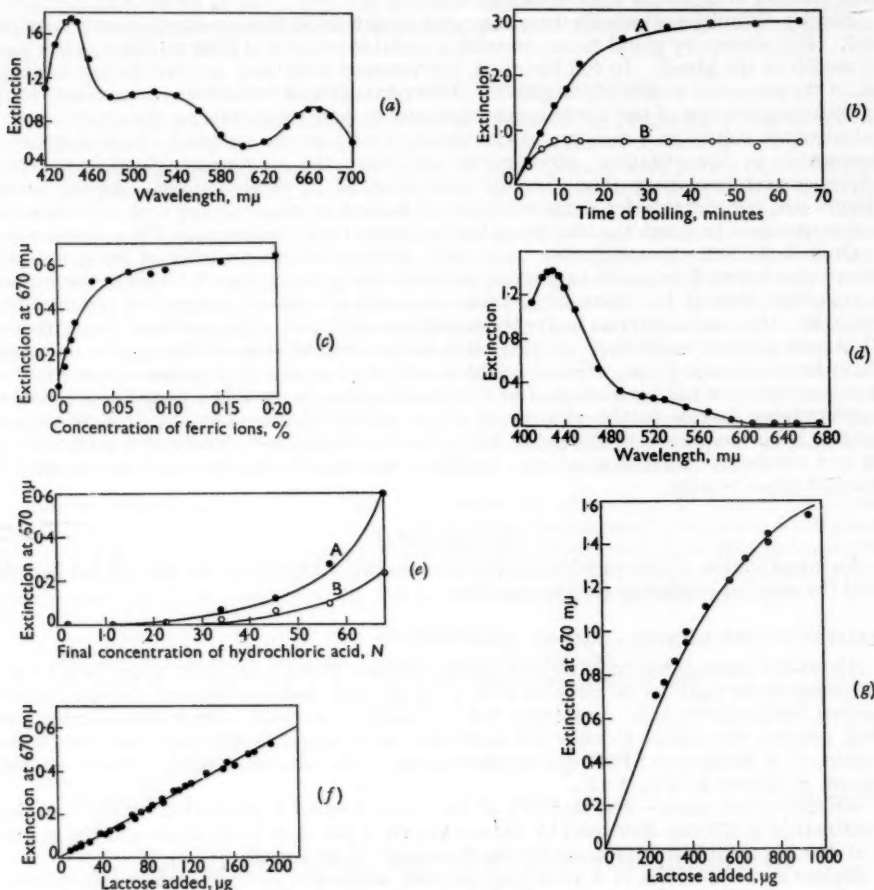 Extinction
1·6
1·2
0·8
0·4
420 460 500 540 580 620 660 700
Wavelength, mµ
(a)
Extinction
3·0
2·0
1·0
0
A
B
0 10 20 30 40 50 60 70
Time of boiling, minutes
(b)
Extinction at 670 mµ
0·6
0·4
0·2
0
0 0·05 0·10 0·15 0·20
Concentration of ferric ions, %
(c)
Extinction
1·2
0·8
0·4
0
400 440 480 520 560 600 640 680
Wavelength, mµ
(d)
Extinction at 670 mµ
0·6
0·4
0·2
0
A
B
0 1·0 2·0 3·0 4·0 5·0 6·0
Final concentration of hydrochloric acid, N
(e)
Extinction at 670 mµ
0·6
0·4
0·2
0
0 40 80 120 160 200
Lactose added, µg
(f)
Extinction at 670 mµ
1·6
1·4
1·2
1·0
0·8
0·6
0·4
0·2
0
0 200 400 600 800 1000
Lactose added, µg
(g)